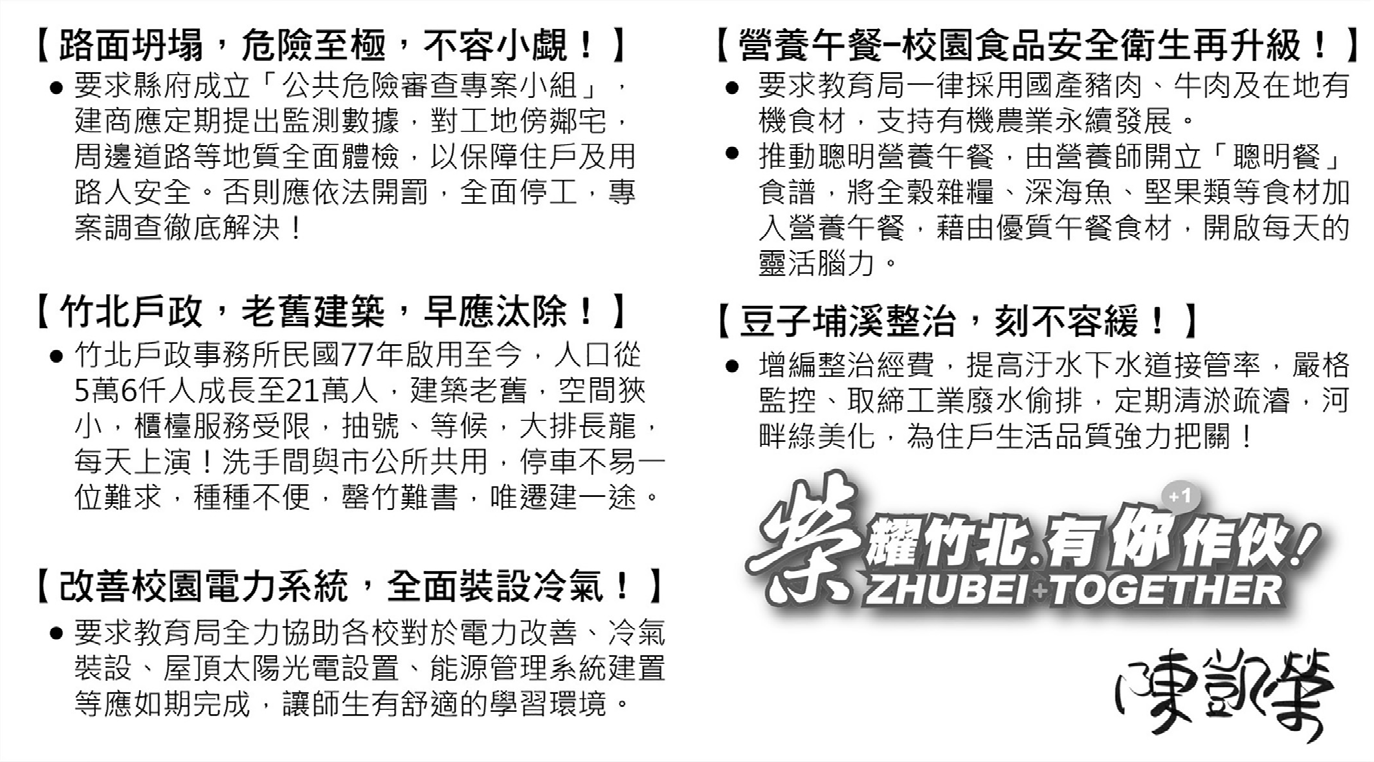 【路面坍塌，危險至極，不容小覷！】
● 要求縣府成立「公共危險審查專案小組」，
建商應定期提出監測數據，對工地傍鄰宅，
周邊道路等地質全面體檢，以保障住戶及用
路人安全。否則應依法開罰，全面停工，專
案調查徹底解決！
【竹北戶政，老舊建築，早應汰除！】
● 竹北戶政事務所民國77年啟用至今，人口從
5萬6仟人成長至21萬人，建築老舊，空間狹
小，櫃檯服務受限，抽號、等候，大排長龍，
每天上演！洗手間與市公所共用，停車不易一
位難求，種種不便，罄竹難書，唯遷建一途。
【改善校園電力系統，全面裝設冷氣！】
● 要求教育局全力協助各校對於電力改善、冷氣
裝設、屋頂太陽光電設置、能源管理系統建置
等應如期完成，讓師生有舒適的學習環境。
【營養午餐-校園食品安全衛生再升級！】
● 要求教育局一律採用國產豬肉、牛肉及在地有
機食材，支持有機農業永續發展。
● 推動聰明營養午餐，由營養師開立「聰明餐」
食譜，將全穀雜糧、深海魚、堅果類等食材加
入營養午餐，藉由優質午餐食材，開啟每天的
靈活腦力。
【豆子埔溪整治，刻不容緩！】
● 增編整治經費，提高汙水下水道接管率，嚴格
監控、取締工業廢水偷排，定期清淤疏濬，河
畔綠美化，為住戶生活品質強力把關！
榮耀竹北.有你+1作伙！
ZHUBEI+TOGETHER
陳凱榮